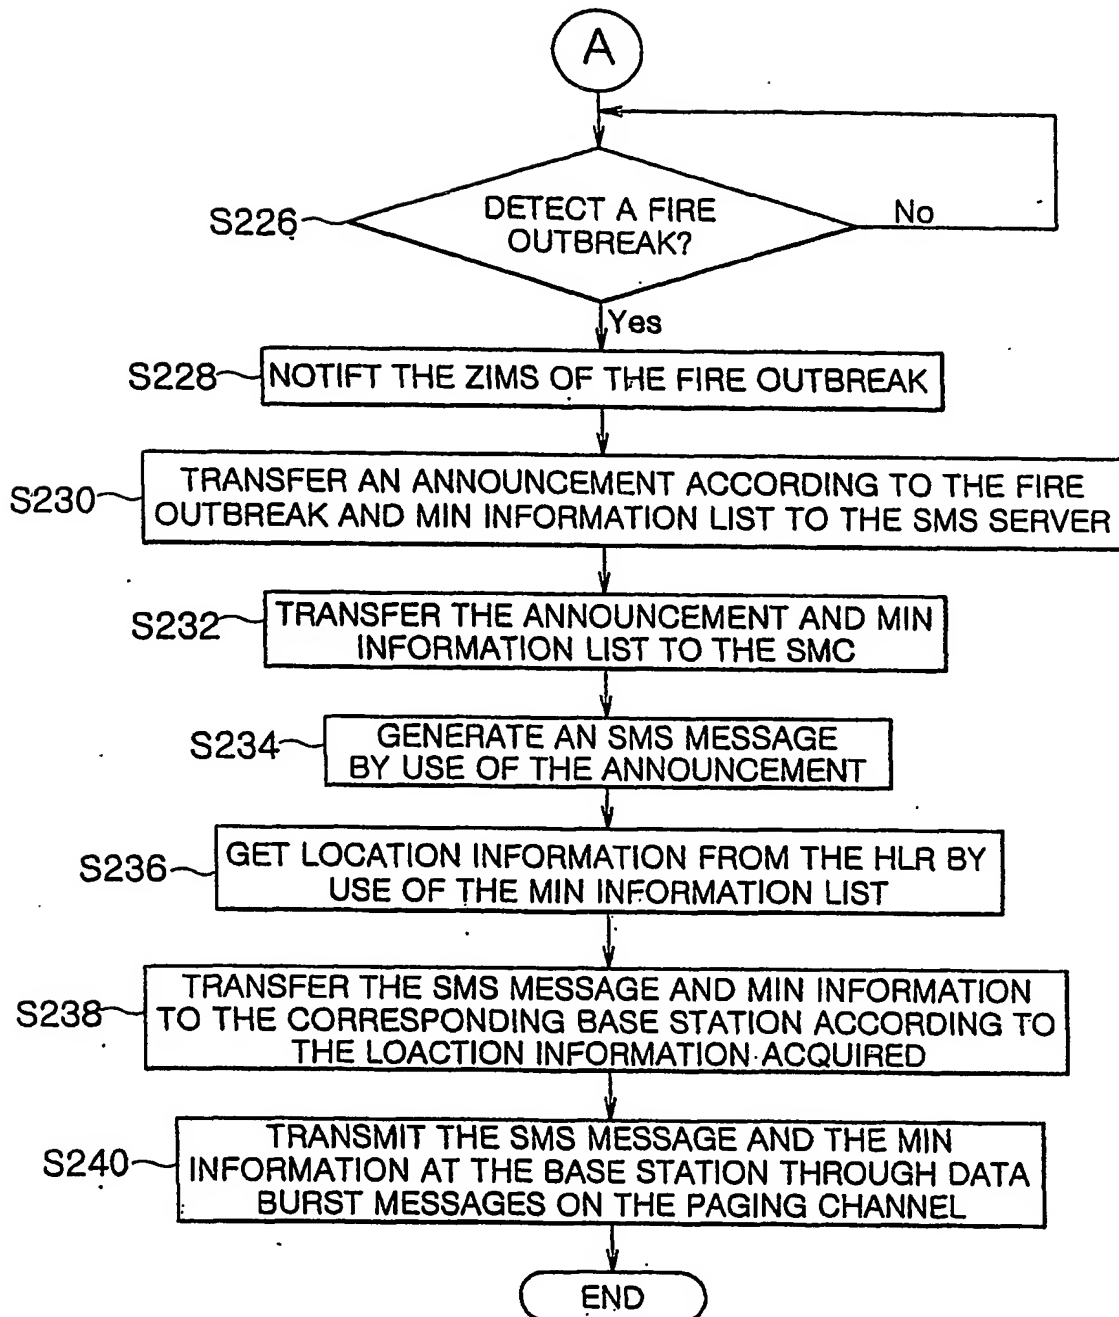 A
S226
DETECT A FIRE
OUTBREAK?
No
Yes
S228
NOTIFT THE ZIMS OF THE FIRE OUTBREAK
S230
TRANSFER AN ANNOUNCEMENT ACCORDING TO THE FIRE
OUTBREAK AND MIN INFORMATION LIST TO THE SMS SERVER
S232
TRANSFER THE ANNOUNCEMENT AND MIN
INFORMATION LIST TO THE SMC
S234
GENERATE AN SMS MESSAGE
BY USE OF THE ANNOUNCEMENT
S236
GET LOCATION INFORMATION FROM THE HLR BY
USE OF THE MIN INFORMATION LIST
S238
TRANSFER THE SMS MESSAGE AND MIN INFORMATION
TO THE CORRESPONDING BASE STATION ACCORDING TO
THE LOACTION INFORMATION ACQUIRED
S240
TRANSMIT THE SMS MESSAGE AND THE MIN
INFORMATION AT THE BASE STATION THROUGH DATA
BURST MESSAGES ON THE PAGING CHANNEL
END